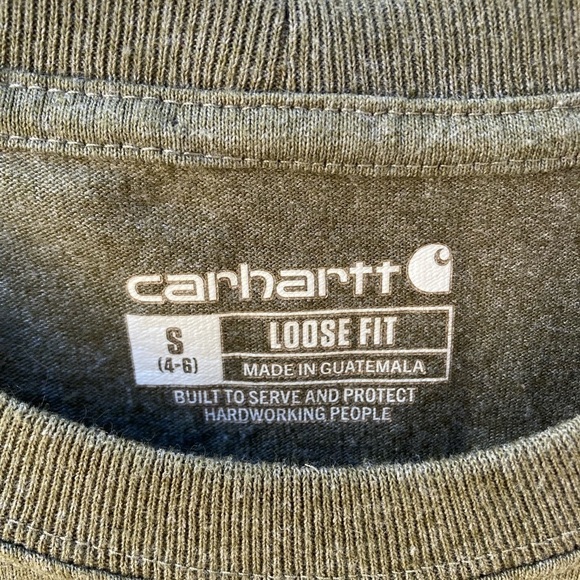 carhartt
S
(4-6)
LOOSE FIT
MADE IN GUATEMALA
BUILT TO SERVE AND PROTECT
HARDWORKING PEOPLE